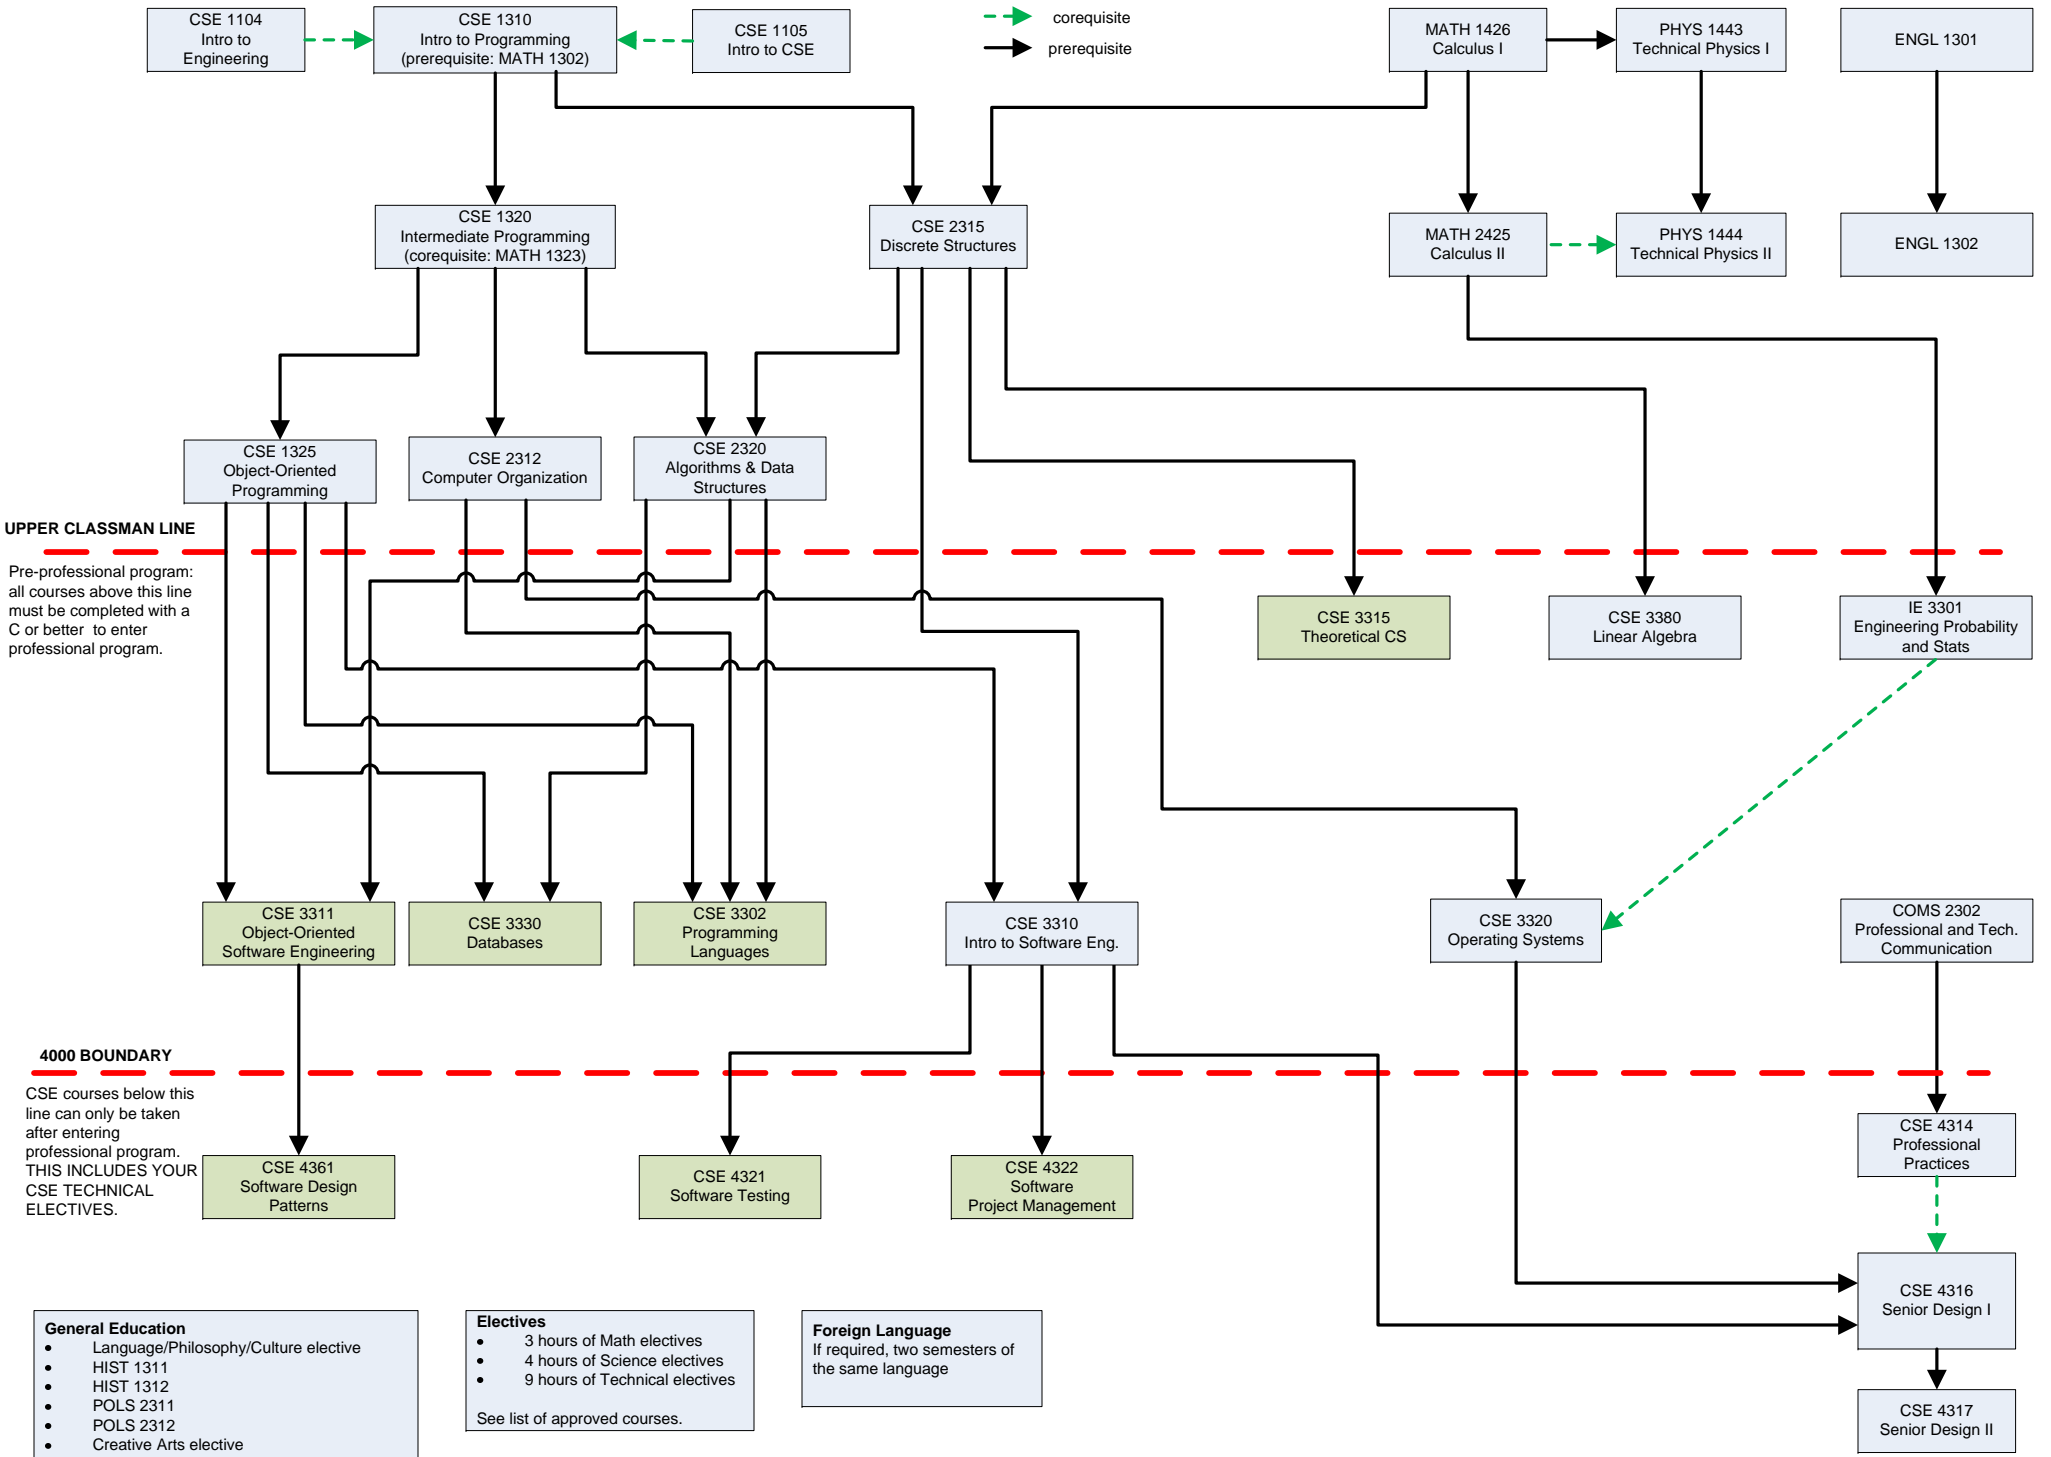 CSE 1104
Intro to
Engineering
CSE 1310
Intro to Programming
(prerequisite: MATH 1302)
CSE 1105
Intro to CSE
corequisite
prerequisite
MATH 1426
Calculus I
PHYS 1443
Technical Physics I
ENGL 1301
CSE 1320
Intermediate Programming
(corequisite: MATH 1323)
CSE 2315
Discrete Structures
MATH 2425
Calculus II
PHYS 1444
Technical Physics II
ENGL 1302
CSE 1325
Object-Oriented
Programming
CSE 2312
Computer Organization
CSE 2320
Algorithms & Data
Structures
UPPER CLASSMAN LINE
Pre-professional program:
all courses above this line
must be completed with a
C or better to enter
professional program.
CSE 3315
Theoretical CS
CSE 3380
Linear Algebra
IE 3301
Engineering Probability
and Stats
CSE 3311
Object-Oriented
Software Engineering
CSE 3330
Databases
CSE 3302
Programming
Languages
CSE 3310
Intro to Software Eng.
CSE 3320
Operating Systems
COMS 2302
Professional and Tech.
Communication
4000 BOUNDARY
CSE courses below this
line can only be taken
after entering
professional program.
THIS INCLUDES YOUR
CSE TECHNICAL
ELECTIVES.
CSE 4361
Software Design
Patterns
CSE 4321
Software Testing
CSE 4322
Software
Project Management
CSE 4314
Professional
Practices
CSE 4316
Senior Design I
CSE 4317
Senior Design II
General Education
• Language/Philosophy/Culture elective
• HIST 1311
• HIST 1312
• POLS 2311
• POLS 2312
• Creative Arts elective
Electives
• 3 hours of Math electives
• 4 hours of Science electives
• 9 hours of Technical electives
See list of approved courses.
Foreign Language
If required, two semesters of
the same language